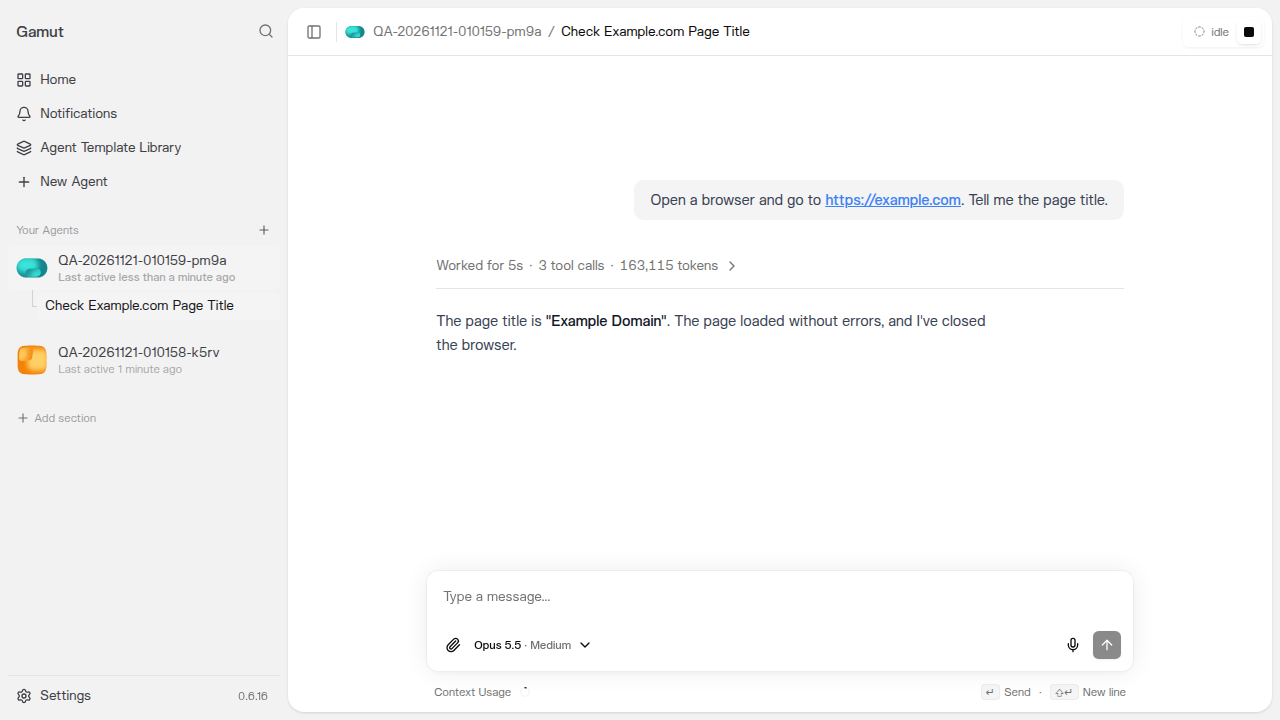 Gamut
Home
Notifications
Agent Template Library
New Agent
Your Agents
QA-20261121-010159-pm9a
Last active less than a minute ago
Check Example.com Page Title
QA-20261121-010158-k5rv
Last active 1 minute ago
Add section
Settings
0.6.16
QA-20261121-010159-pm9a / Check Example.com Page Title
idle
Open a browser and go to https://example.com. Tell me the page title.
Worked for 5s · 3 tool calls · 163,115 tokens
The page title is "Example Domain". The page loaded without errors, and I've closed
the browser.
Type a message...
Opus 5.5 · Medium
Context Usage
Send · New line